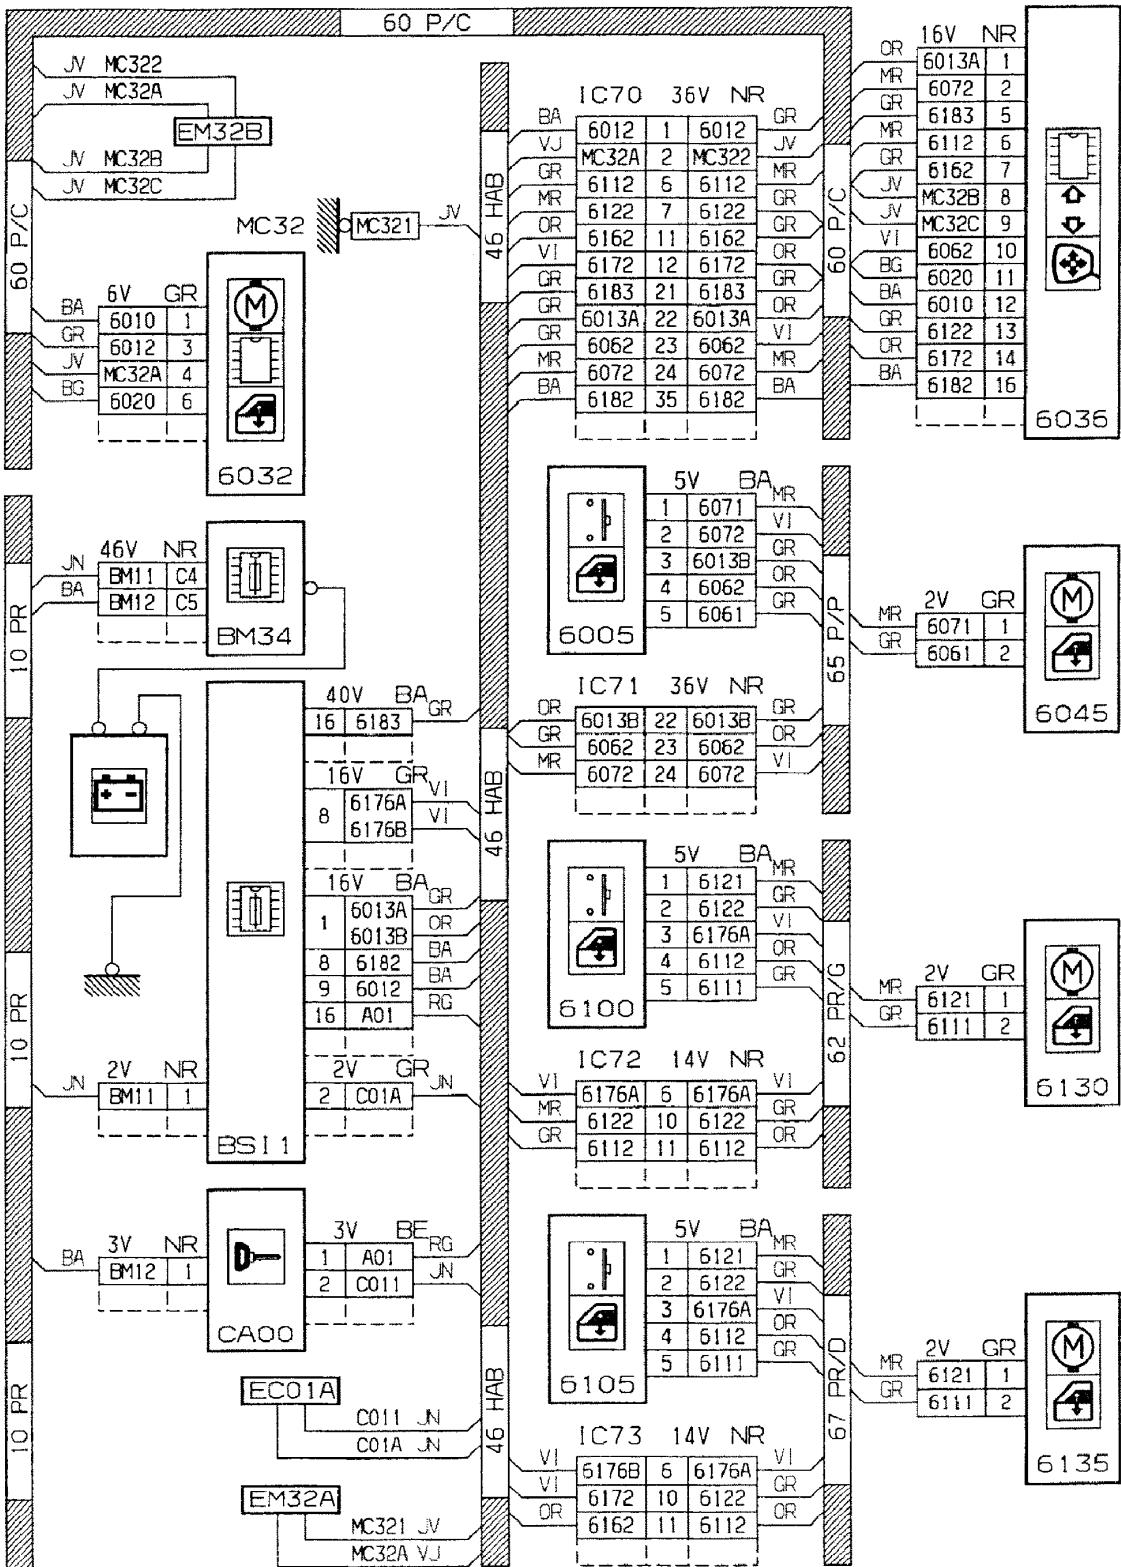 60 P/C
JV MC322
JV MC32A
EM32B
JV MC32B
JV MC32C
60 P/C
MC32 MC321 JV
46 HAB
6V GR
BA 6010 1
GR 6012 3
JV MC32A 4
BG 6020 6
6032
IC70 36V NR
BA 6012 1 6012 GR
VJ MC32A 2 MC322 JV
GR 6112 6 6112 MR
MR 6122 7 6122 GR
OR 6162 11 6162 GR
VI 6172 12 6172 OR
GR 6183 21 6183 GR
GR 6013A 22 6013A OR
GR 6062 23 6062 VI
MR 6072 24 6072 MR
BA 6182 35 6182 BA
60 P/C
16V NR
OR 6013A 1
MR 6072 2
GR 6183 5
MR 6112 6
GR 6162 7
JV MC32B 8
JV MC32C 9
VI 6062 10
BG 6020 11
BA 6010 12
GR 6122 13
OR 6172 14
BA 6182 16
6036
46V NR
JN BM11 C4
BA BM12 C5
BM34
10 PR
5V BA
1 6071 MR
2 6072 VI
3 6013B GR
4 6062 OR
5 6061 GR
6005
65 P/P
2V GR
MR 6071 1
GR 6061 2
M
6045
40V BA
16 6183 GR
16V GR
8 6176A VI
6176B VI
16V BA
1 6013A GR
6013B OR
8 6182 BA
9 6012 BA
16 A01 RG
2V GR
2 C01A JN
2V NR
JN BM11 1
BSI1
+ -
10 PR
46 HAB
IC71 36V NR
OR 6013B 22 6013B GR
GR 6062 23 6062 OR
MR 6072 24 6072 VI
5V BA
1 6121 MR
2 6122 GR
3 6176A VI
4 6112 OR
5 6111 GR
6100
62 PR/G
2V GR
MR 6121 1
GR 6111 2
M
6130
IC72 14V NR
VI 6176A 6 6176A VI
MR 6122 10 6122 GR
GR 6112 11 6112 OR
3V NR
BA BM12 1
3V BE
1 A01 RG
2 C011 JN
CA00
10 PR
EC01A
C011 JN
C01A JN
46 HAB
EM32A
MC321 JV
MC32A VJ
5V BA
1 6121 MR
2 6122 GR
3 6176A VI
4 6112 OR
5 6111 GR
6105
67 PR/D
2V GR
MR 6121 1
GR 6111 2
M
6135
IC73 14V NR
VI 6176B 6 6176A VI
VI 6172 10 6122 GR
OR 6162 11 6112 OR
M